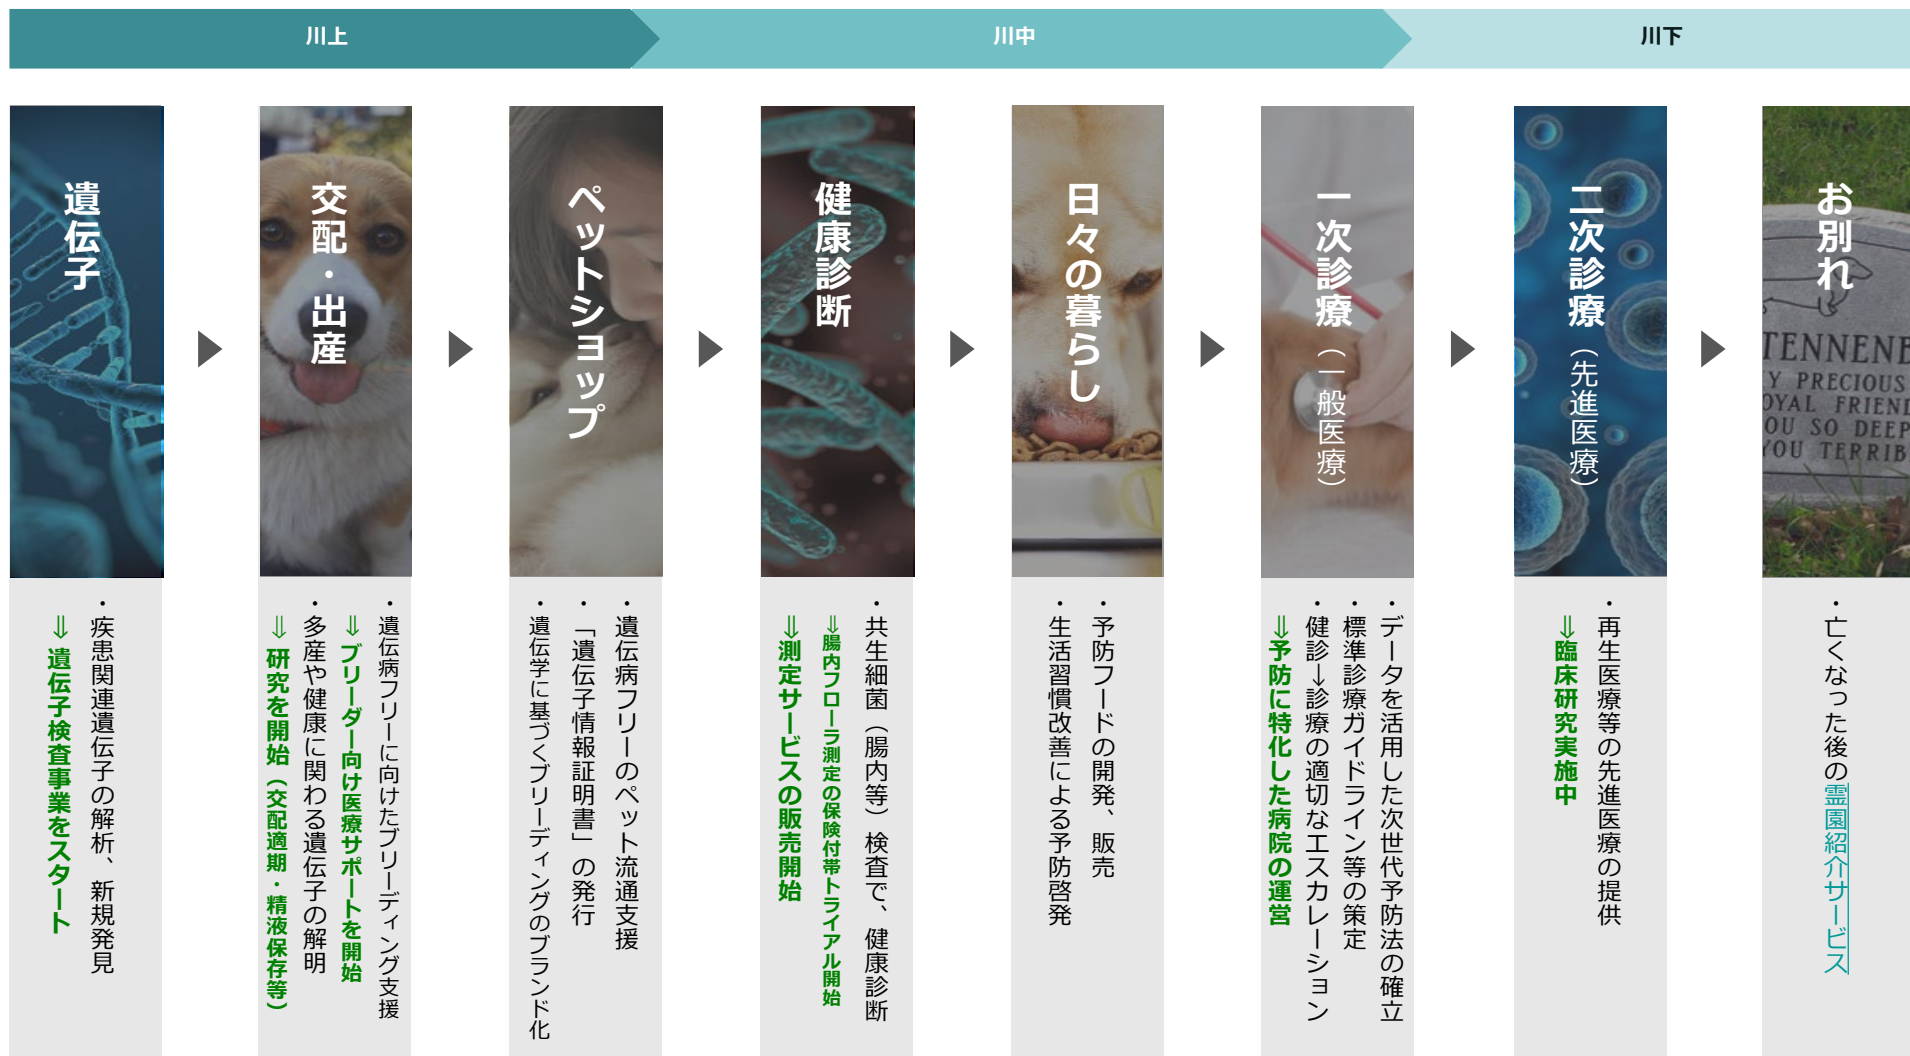 川上
川中
川下
遺伝子
・疾患関連遺伝子の解析、新規発見
⇒ 遺伝子検査事業をスタート
交配・出産
・遺伝病フリーに向けたブリーディング支援
⇒ ブリーダー向け医療サポートを開始
・多産や健康に関わる遺伝子の解明
⇒ 研究を開始（交配適期・精液保存等）
ペットショップ
・遺伝病フリーのペット流通支援
・「遺伝子情報証明書」の発行
・遺伝学に基づくブリーディングのブランド化
健康診断
・共生細菌（腸内等）検査で、健康診断
⇒腸内フローラ測定の保険付帯トライアル開始
⇒測定サービスの販売開始
日々の暮らし
・予防フードの開発、販売
・生活習慣改善による予防啓発
一次診療（一般医療）
・データを活用した次世代予防法の確立
・標準診療ガイドライン等の策定
・健診→診療の適切なエスカレーション
⇒予防に特化した病院の運営
二次診療（先進医療）
・再生医療等の先進医療の提供
⇒臨床研究実施中
お別れ
TENNENE
Y PRECIOUS
OYAL FRIEND
OU SO DEEP
YOU TERRIB
・亡くなった後の霊園紹介サービス